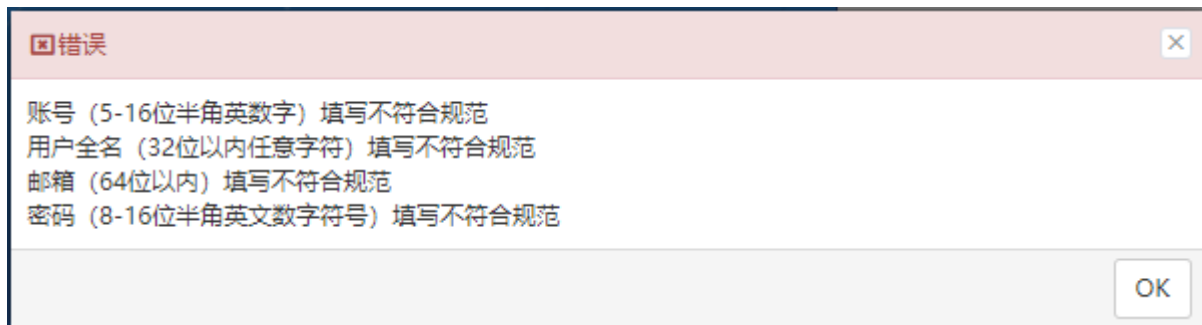 错误
账号（5-16位半角英数字）填写不符合规范
用户全名（32位以内任意字符）填写不符合规范
邮箱（64位以内）填写不符合规范
密码（8-16位半角英文数字符号）填写不符合规范
OK